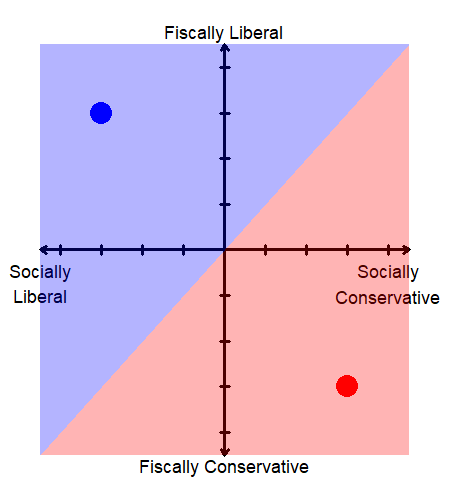 Fiscally Liberal
Socially
Liberal
Socially
Conservative
Fiscally Conservative